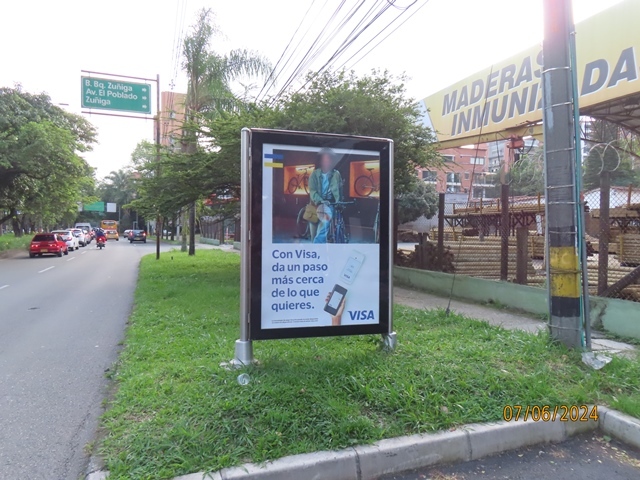 B. Bq. Zuñiga
Av. El Poblado
Zuñiga
MADERAS
INMUNIZADA
Con Visa,
da un paso
más cerca
de lo que
quieres.
VISA
07/06/2024